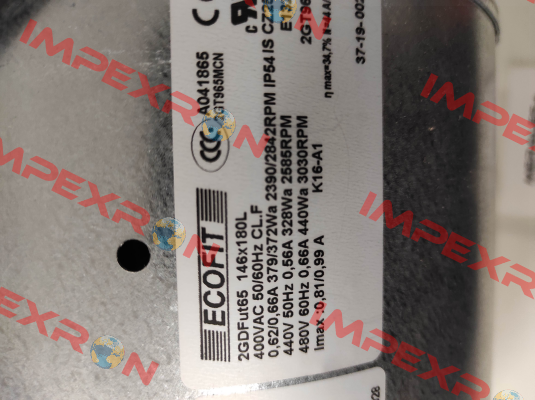 ECOFIT
CCC
A041865
2GT965MCN
2GDFut65 146x180L
400VAC 50/60Hz CL.F
0,62/0,66A 379/372Wa 2390/2842RPM IP54 IS
440V 50Hz 0,56A 328Wa 2585RPM
480V 60Hz 0,66A 440Wa 3030RPM
Imax :0,81/0,99 A
K16-A1
37-19-
IMPEXRON
IMPEXRON
IMPEXRON
IMPEXRON